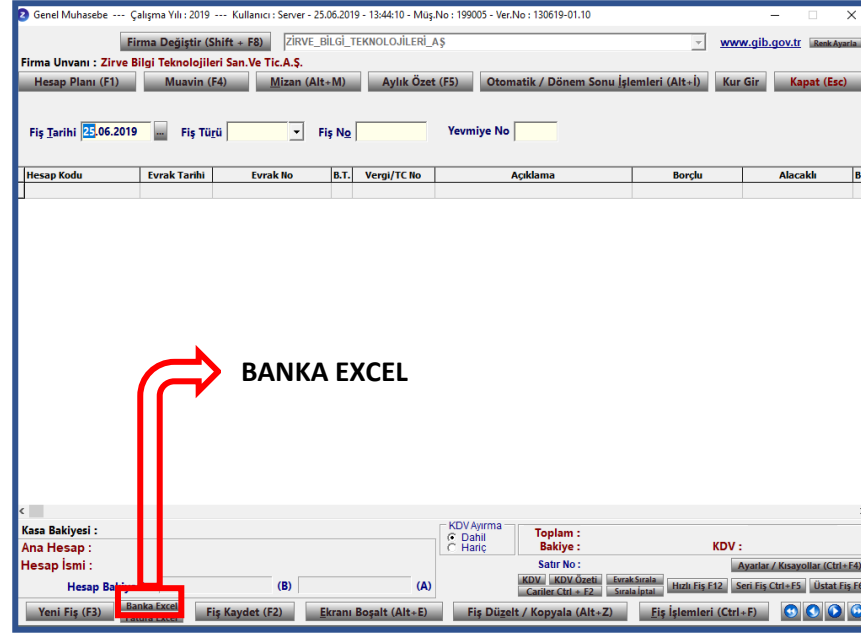 Genel Muhasebe --- Çalışma Yılı : 2019 --- Kullanıcı : Server - 25.06.2019 - 13:44:10 - Müş.No : 199005 - Ver.No : 130619-01.10
Firma Değiştir (Shift + F8) ZİRVE_BİLGİ_TEKNOLOJİLERİ_AŞ www.gib.gov.tr Renk Ayarla
Firma Unvanı : Zirve Bilgi Teknolojileri San.Ve Tic.A.Ş.
Hesap Planı (F1) Muavin (F4) Mizan (Alt+M) Aylık Özet (F5) Otomatik / Dönem Sonu İşlemleri (Alt+İ) Kur Gir Kapat (Esc)
Fiş Tarihi 25.06.2019 ... Fiş Türü Fiş No Yevmiye No
Hesap Kodu Evrak Tarihi Evrak No B.T. Vergi/TC No Açıklama Borçlu Alacaklı B
BANKA EXCEL
Kasa Bakiyesi : KDV Ayırma
Dahil Toplam :
Ana Hesap : Hariç Bakiye : KDV :
Hesap İsmi : Satır No : Ayarlar / Kısayollar (Ctrl+F4)
Hesap Bakiye (B) (A) KDV KDV Özeti Evrak Sırala Hızlı Fiş F12 Seri Fiş Ctrl+F5 Üstat Fiş F6
Cariler Ctrl + F2 Sırala İptal
Yeni Fiş (F3) Banka Excel Fiş Kaydet (F2) Ekranı Boşalt (Alt+E) Fiş Düzelt / Kopyala (Alt+Z) Fiş İşlemleri (Ctrl+F)
Fatura Excel